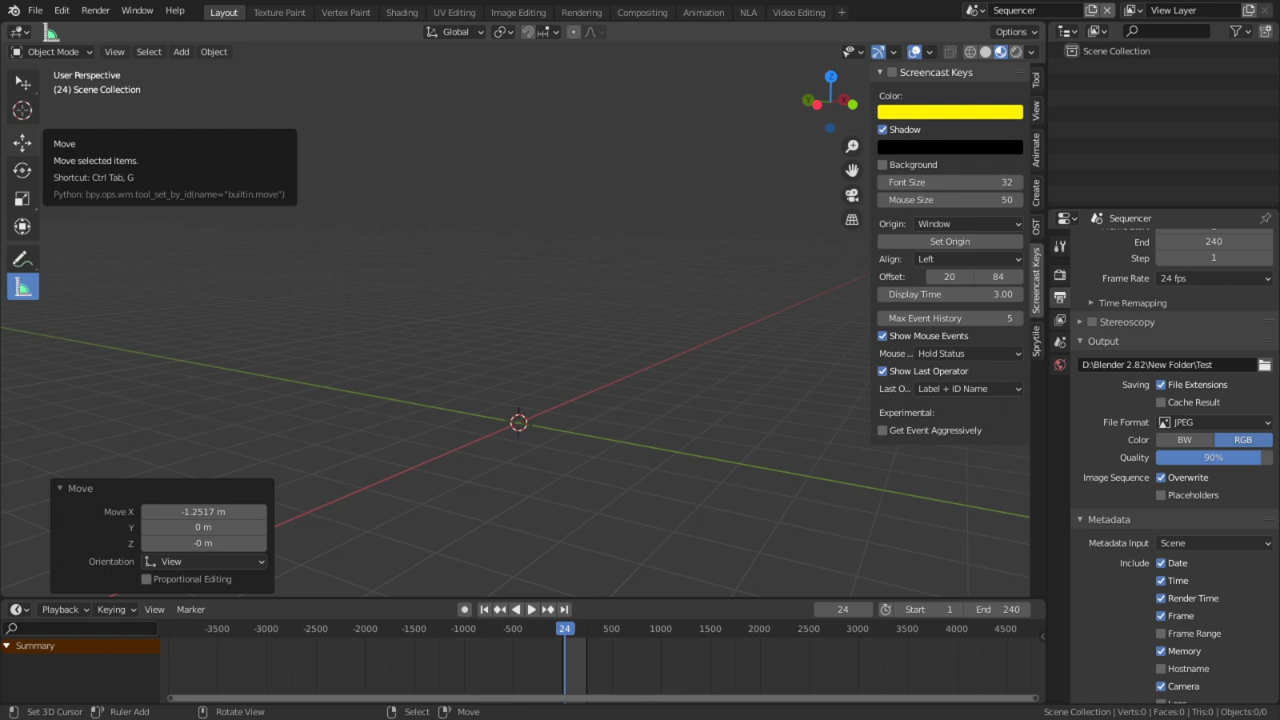 File Edit Render Window Help Layout Texture Paint Vertex Paint Shading UV Editing Image Editing Rendering Compositing Animation NLA Video Editing + Sequencer View Layer
Global Options
Object Mode View Select Add Object
User Perspective
(24) Scene Collection
Move
Move selected items.
Shortcut: Ctrl Tab, G
Python: bpy.ops.wm.tool_set_by_id(name="builtin.move")
Z
Y
X
Move
Move X -1.2517 m
Y 0 m
Z -0 m
Orientation View
Proportional Editing
Screencast Keys
Color:
Shadow
Background
Font Size 32
Mouse Size 50
Origin: Window
Set Origin
Align: Left
Offset: 20 84
Display Time 3.00
Max Event History 5
Show Mouse Events
Mouse ... Hold Status
Show Last Operator
Last O... Label + ID Name
Experimental:
Get Event Aggressively
Tool
View
Animate
Create
OST
Screencast Keys
Sprytile
Scene Collection
Sequencer
End 240
Step 1
Frame Rate 24 fps
Time Remapping
Stereoscopy
Output
D:\Blender 2.82\New Folder\Test
Saving File Extensions
Cache Result
File Format JPEG
Color BW RGB
Quality 90%
Image Sequence Overwrite
Placeholders
Metadata
Metadata Input Scene
Include Date
Time
Render Time
Frame
Frame Range
Memory
Hostname
Camera
Playback Keying View Marker 24 Start 1 End 240
-3500 -3000 -2500 -2000 -1500 -1000 -500 24 500 1000 1500 2000 2500 3000 3500 4000 4500
Summary
Set 3D Cursor Ruler Add Rotate View Select Move Scene Collection | Verts:0 | Faces:0 | Tris:0 | Objects:0/0